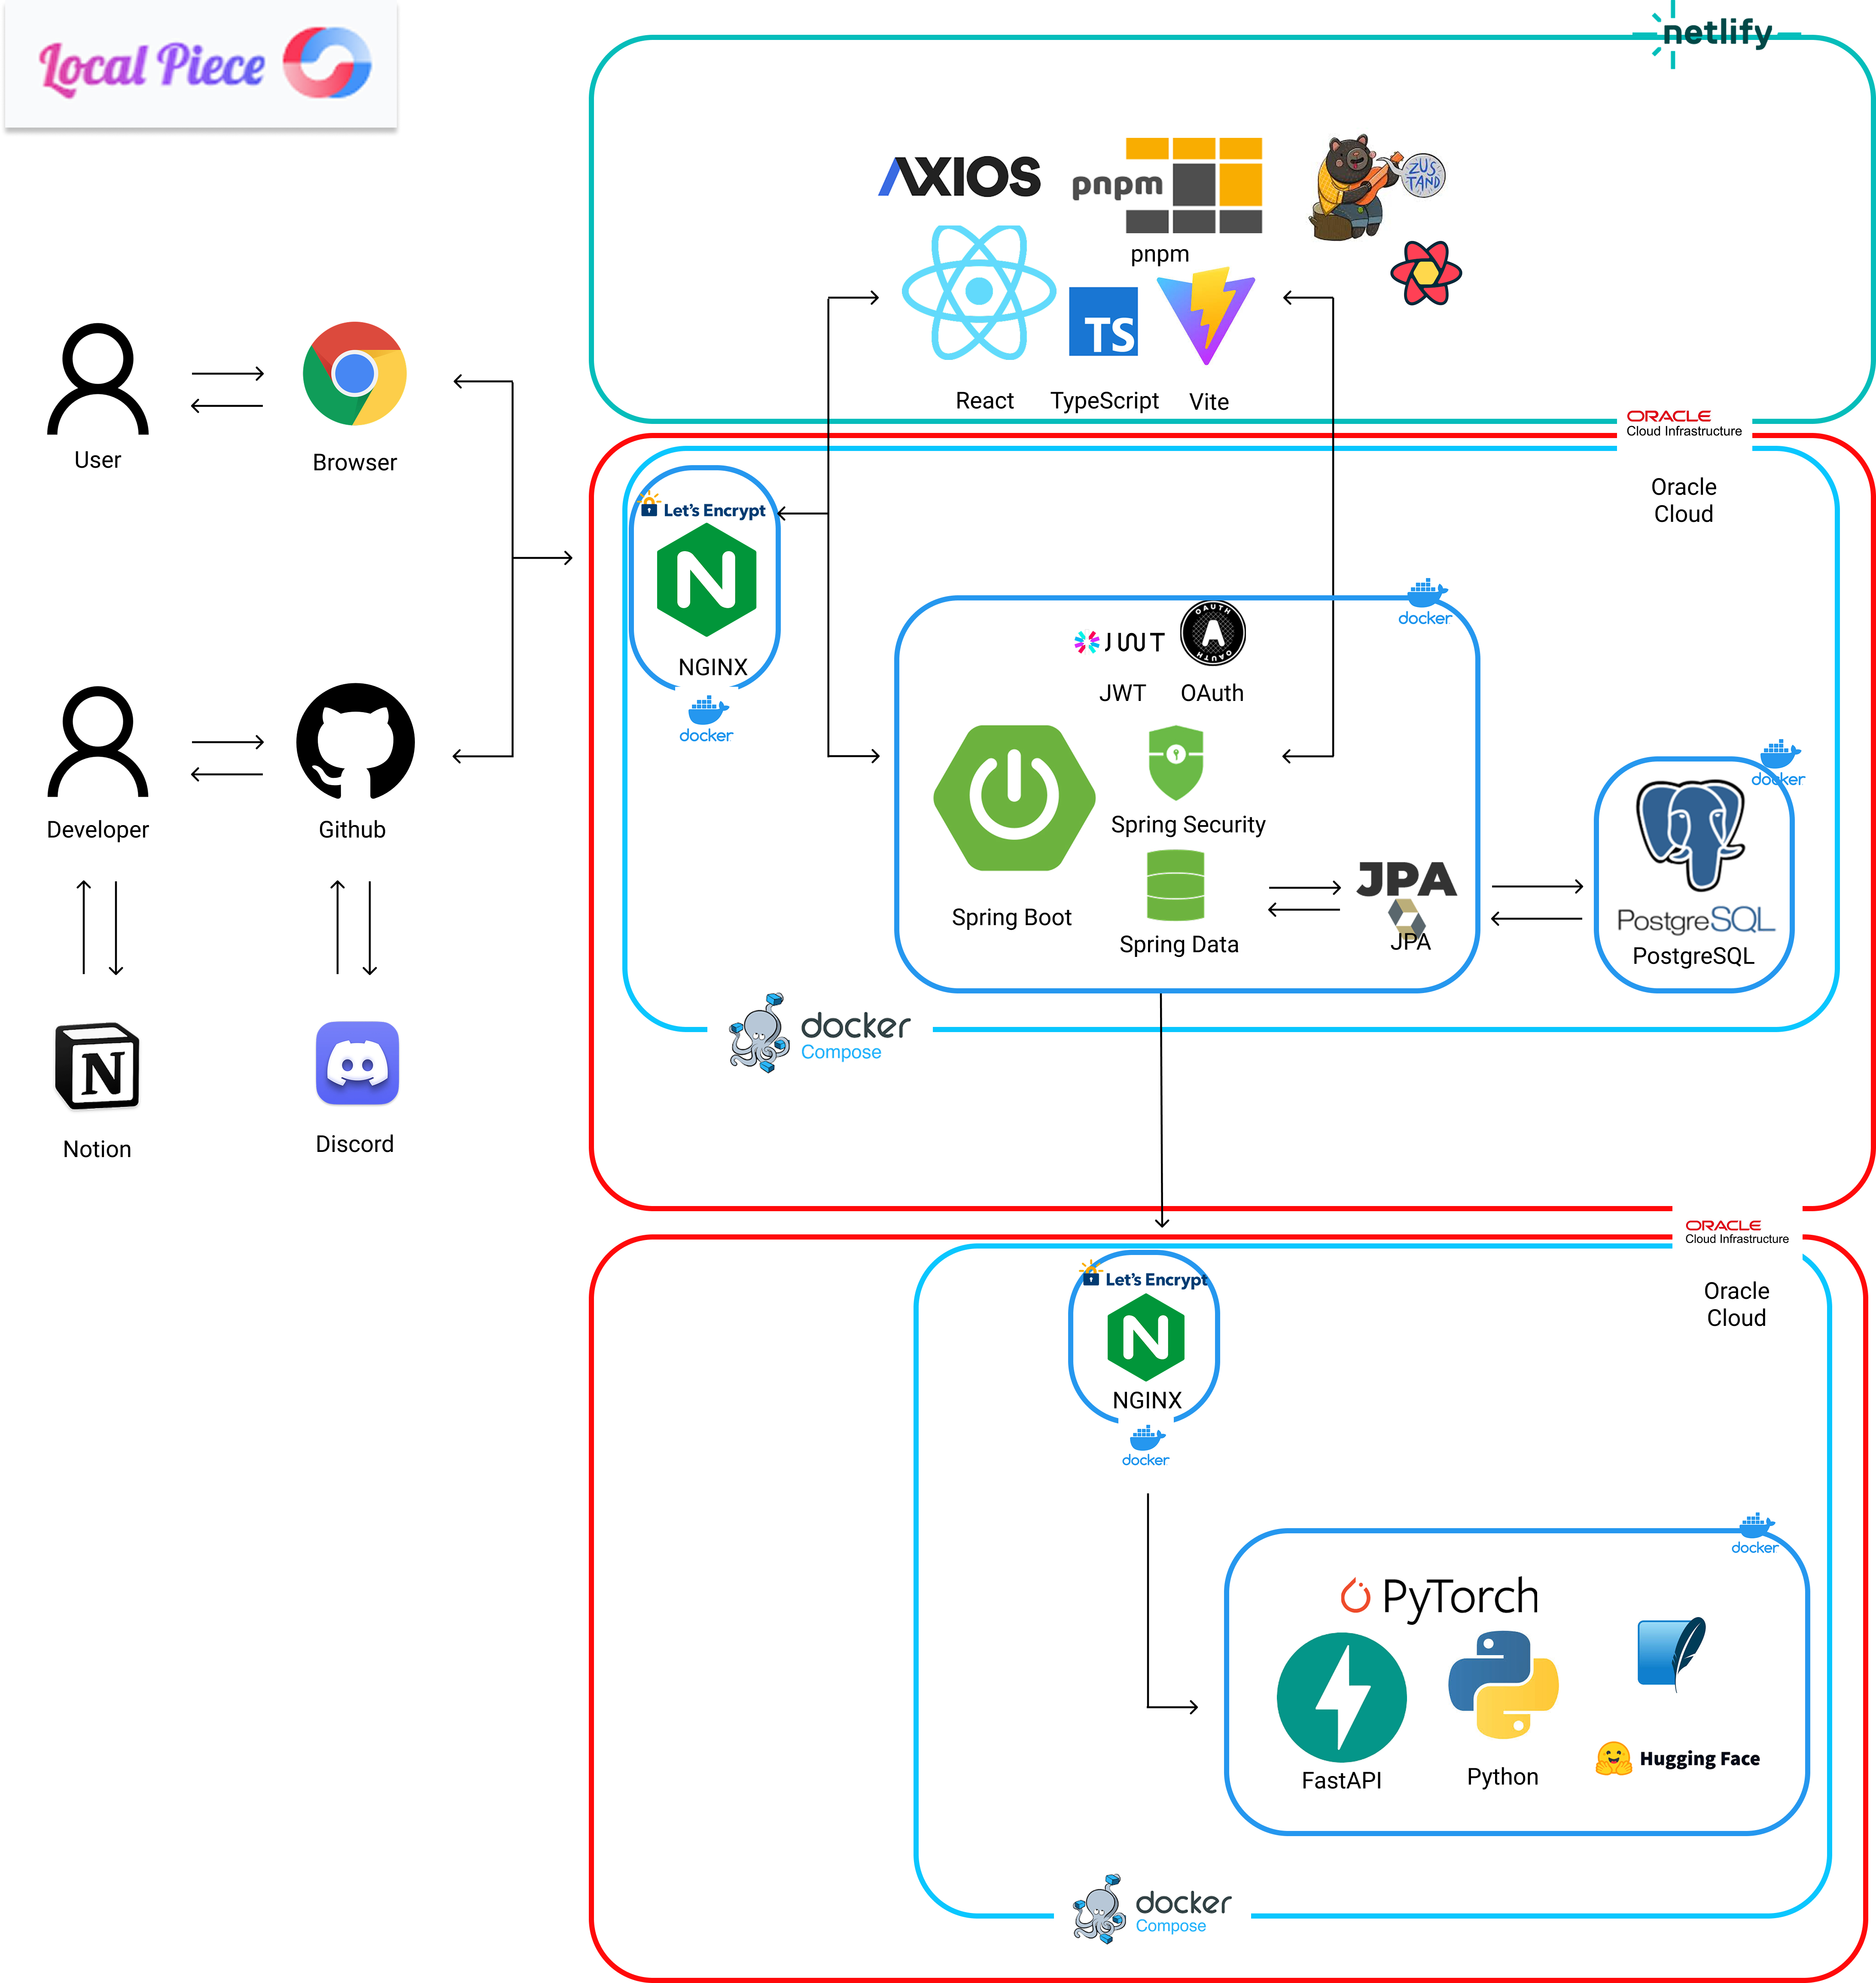 Local Piece
netlify
AXIOS
pnpm
pnpm
ZUS
TAND
TS
React
TypeScript
Vite
User
Browser
ORACLE
Cloud Infrastructure
Oracle
Cloud
Let's Encrypt
N
NGINX
docker
docker
JWT
OAUTH
A
OAUTH
JWT
OAuth
Spring Boot
Spring Security
Spring Data
JPA
JPA
docker
PostgreSQL
PostgreSQL
docker
Compose
Developer
Github
N
Notion
Discord
ORACLE
Cloud Infrastructure
Oracle
Cloud
Let's Encrypt
N
NGINX
docker
docker
PyTorch
FastAPI
Python
Hugging Face
docker
Compose